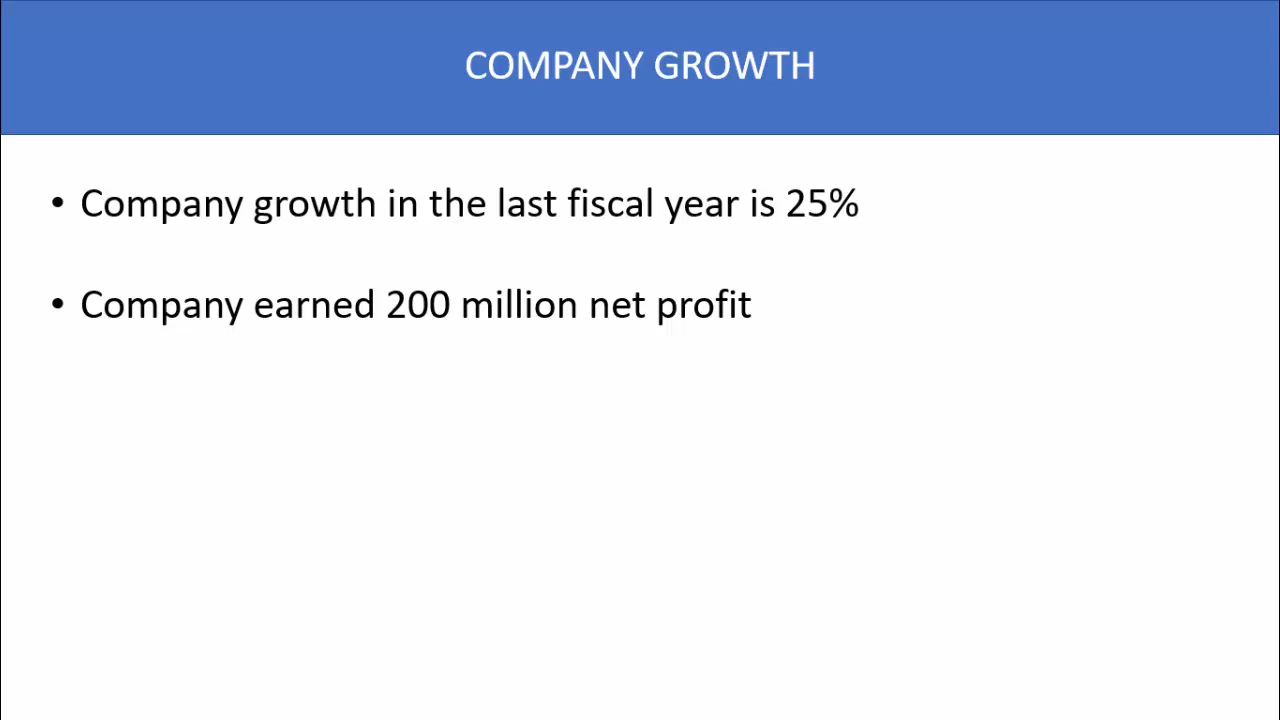 COMPANY GROWTH
• Company growth in the last fiscal year is 25%
• Company earned 200 million net profit